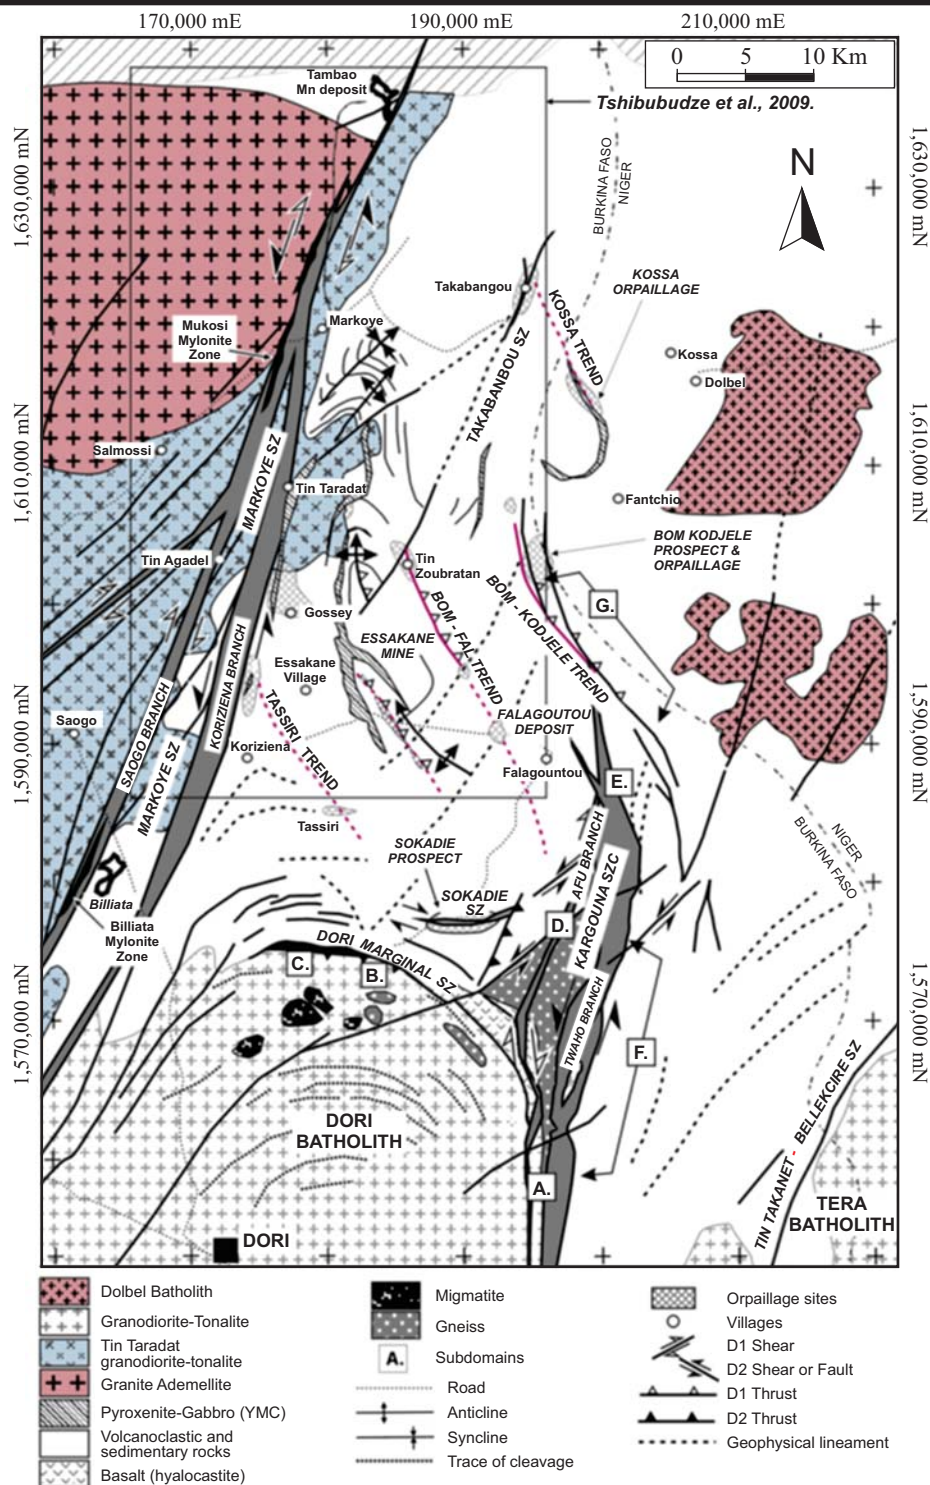 170,000 mE
190,000 mE
210,000 mE
0
5
10 Km
Tambao
Mn deposit
Tshibubudze et al., 2009.
1,630,000 mN
1,630,000 mN
BURKINA FASO
NIGER
N
KOSSA
ORPAILLAGE
Takabangou
KOSSA TREND
Mukosi
Mylonite
Zone
Markoye
TAKABANBOU SZ
Kossa
Dolbel
1,610,000 mN
1,610,000 mN
Salmossi
MARKOYE SZ
Tin Taradat
Fantchio
BOM KODJELE
PROSPECT &
ORPAILLAGE
Tin Agadel
Tin
Zoubratan
BOM - KODJELE TREND
G.
Gossey
BOM - FAL TREND
ESSAKANE
MINE
KORIZIENA BRANCH
Essakane
Village
1,590,000 mN
1,590,000 mN
SAOGO BRANCH
TASSIRI TREND
FALAGOUTOU
DEPOSIT
Saogo
MARKOYE SZ
Koriziena
Falagountou
E.
Tassiri
NIGER
BURKINA FASO
SOKADIE
PROSPECT
AFU BRANCH
KARGOUNA SZC
SOKADIE
SZ
Billiata
Billiata
Mylonite
Zone
D.
DORI MARGINAL SZ
C.
B.
1,570,000 mN
1,570,000 mN
TWAHO BRANCH
F.
DORI
BATHOLITH
TIN TAKANET - BELLEKCIRE SZ
A.
TERA
BATHOLITH
DORI
Dolbel Batholith
Granodiorite-Tonalite
Tin Taradat
granodiorite-tonalite
Granite Ademellite
Pyroxenite-Gabbro (YMC)
Volcanoclastic and
sedimentary rocks
Basalt (hyalocastite)
Migmatite
Gneiss
A.
Subdomains
Road
Anticline
Syncline
Trace of cleavage
Orpaillage sites
Villages
D1 Shear
D2 Shear or Fault
D1 Thrust
D2 Thrust
Geophysical lineament